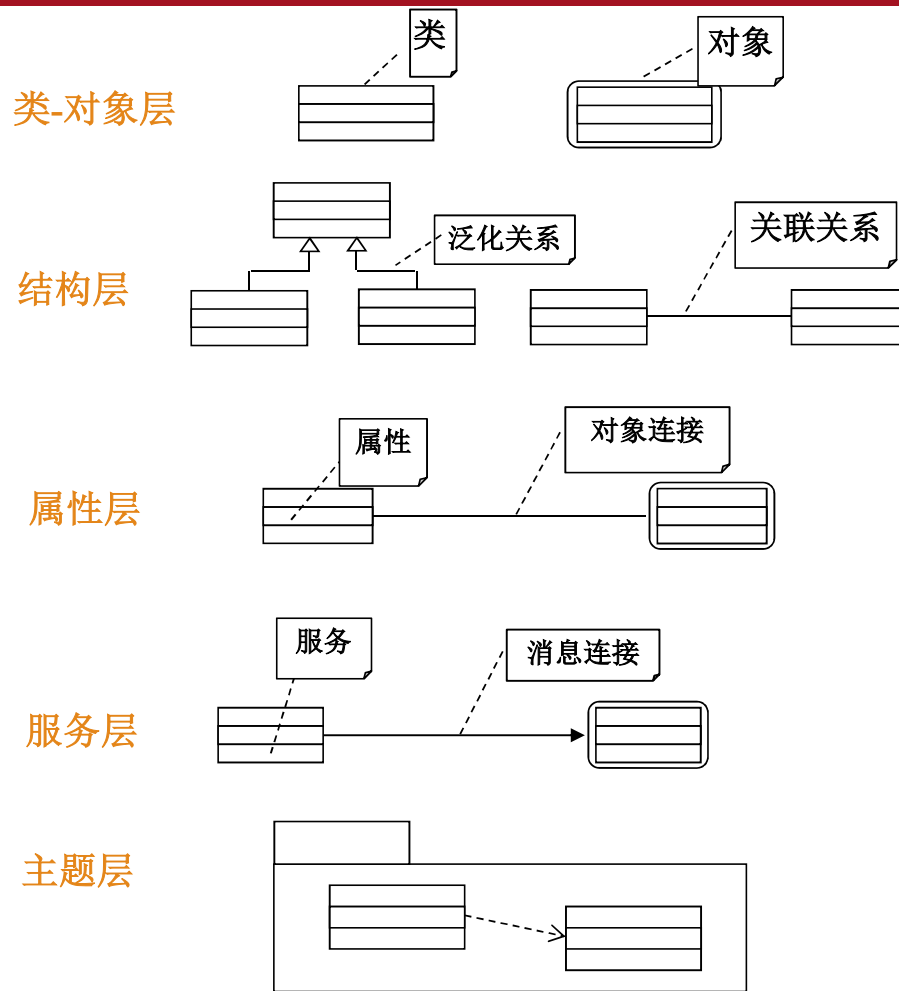 类
对象
类-对象层
泛化关系
关联关系
结构层
属性
对象连接
属性层
服务
消息连接
服务层
主题层